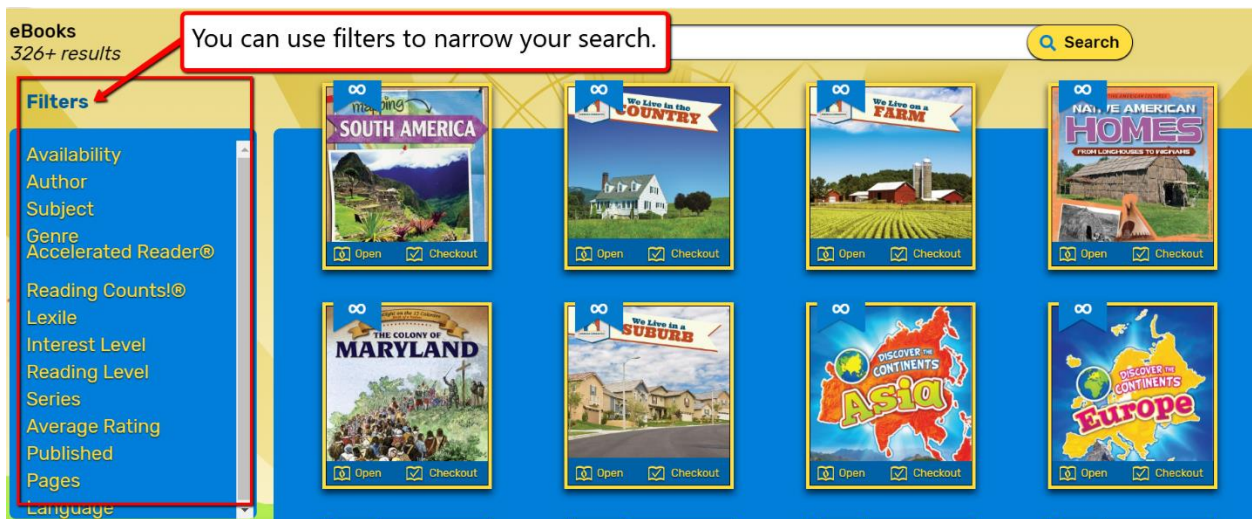 eBooks
326+ results
You can use filters to narrow your search.
Search
Filters
Availability
Author
Subject
Genre
Accelerated Reader®
Reading Counts!®
Lexile
Interest Level
Reading Level
Series
Average Rating
Published
Pages
Language
∞
mapping
SOUTH AMERICA
Open
Checkout
∞
We Live in the
COUNTRY
Open
Checkout
∞
We Live on a
FARM
Open
Checkout
∞
NATIVE AMERICAN
HOMES
FROM LONGHOUSES TO WIGWAMS
Open
Checkout
∞
THE COLONY OF
MARYLAND
Open
Checkout
∞
We Live in a
SUBURB
Open
Checkout
∞
DISCOVER THE
CONTINENTS
Asia
Open
Checkout
∞
DISCOVER THE
CONTINENTS
Europe
Open
Checkout